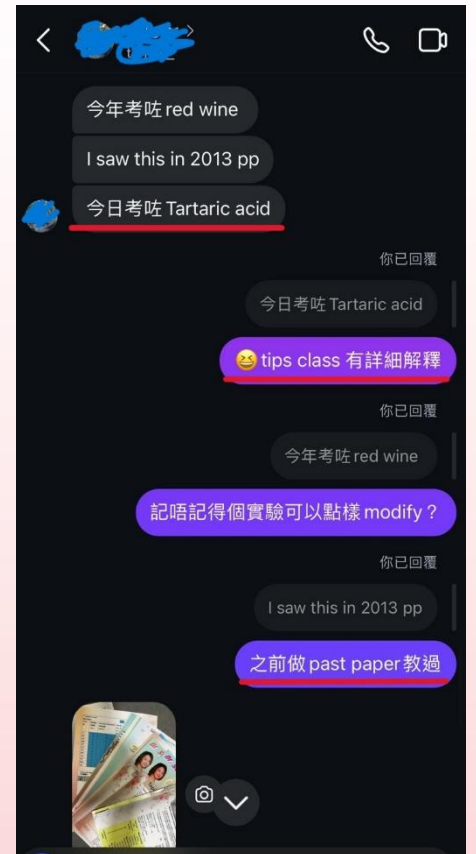 今年考咗 red wine
I saw this in 2013 pp
今日考咗 Tartaric acid
你已回覆
今日考咗 Tartaric acid
😆 tips class 有詳細解釋
你已回覆
今年考咗 red wine
記唔記得個實驗可以點樣 modify？
你已回覆
I saw this in 2013 pp
之前做 past paper 教過